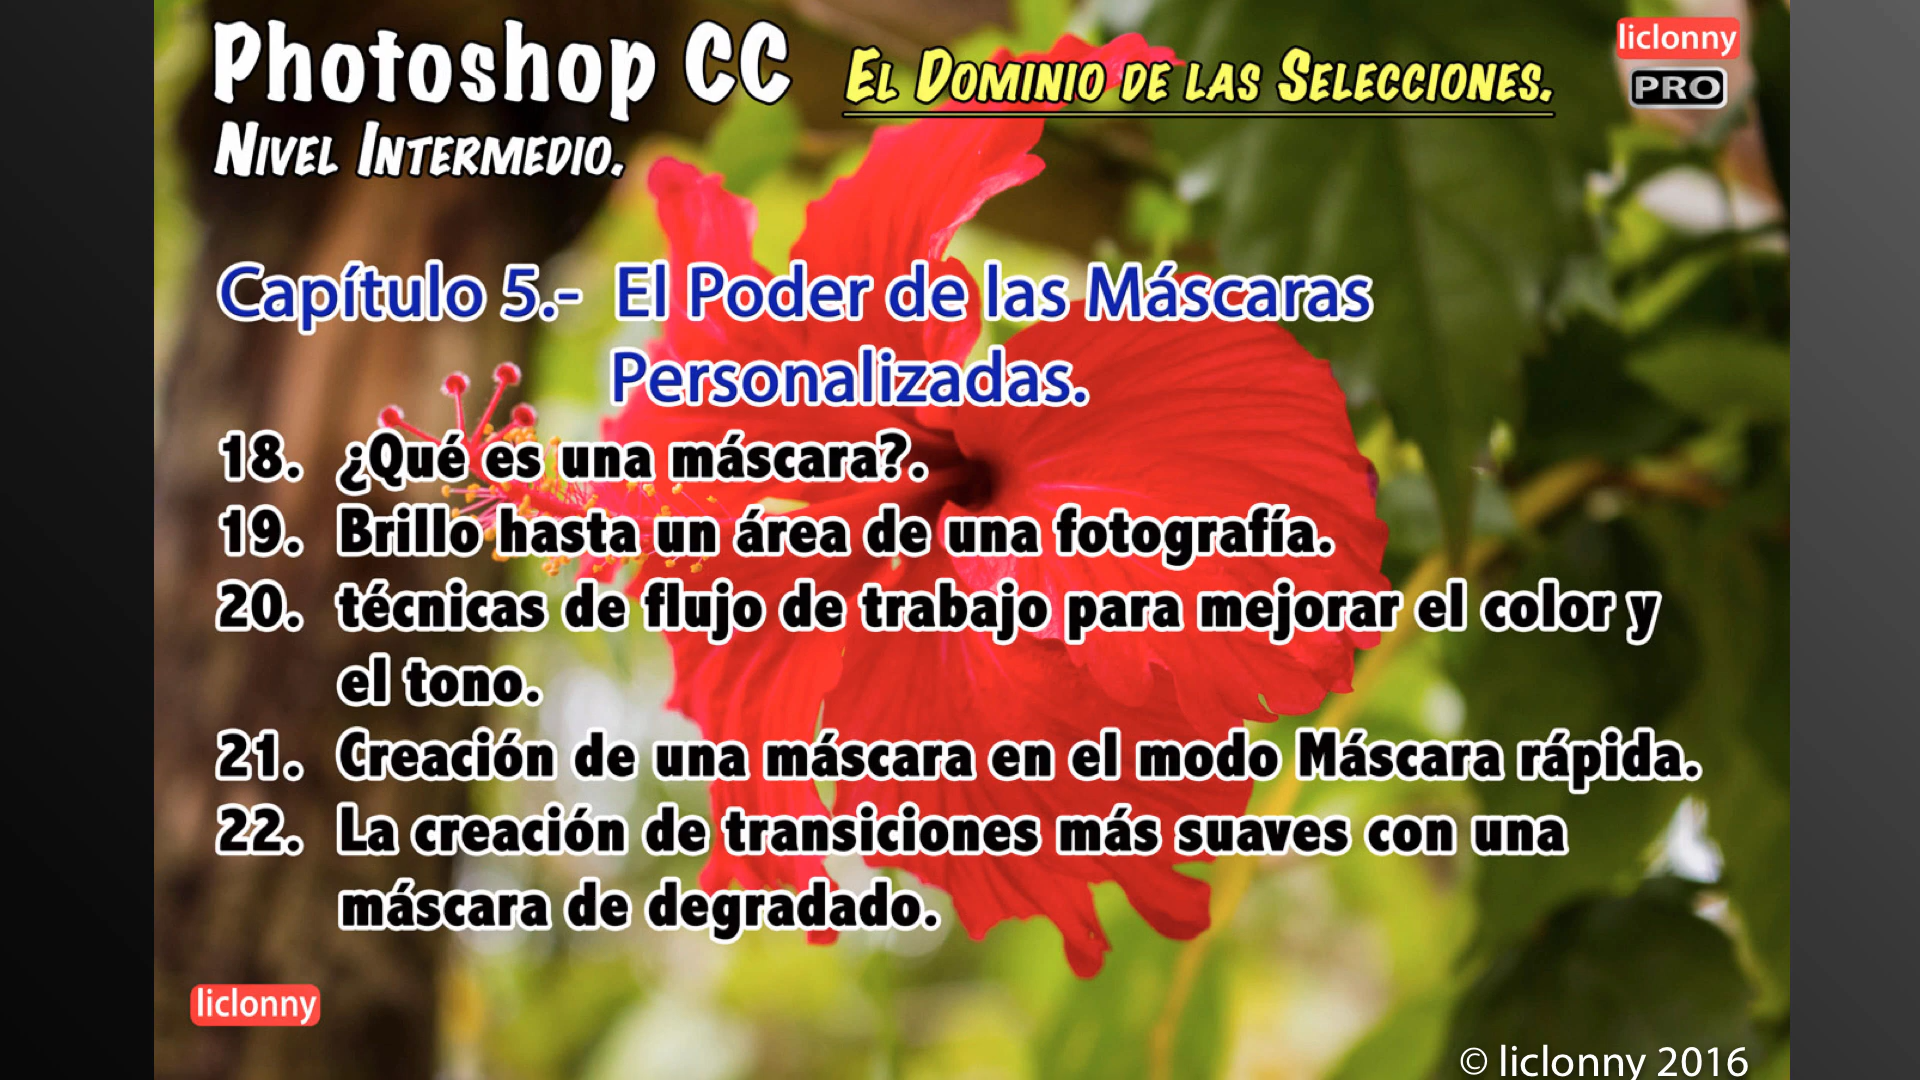 Photoshop CC El Dominio de las Selecciones.
Nivel Intermedio.
liclonny
PRO
Capítulo 5.- El Poder de las Máscaras
Personalizadas.
18. ¿Qué es una máscara?.
19. Brillo hasta un área de una fotografía.
20. técnicas de flujo de trabajo para mejorar el color y
el tono.
21. Creación de una máscara en el modo Máscara rápida.
22. La creación de transiciones más suaves con una
máscara de degradado.
liclonny
© liclonny 2016